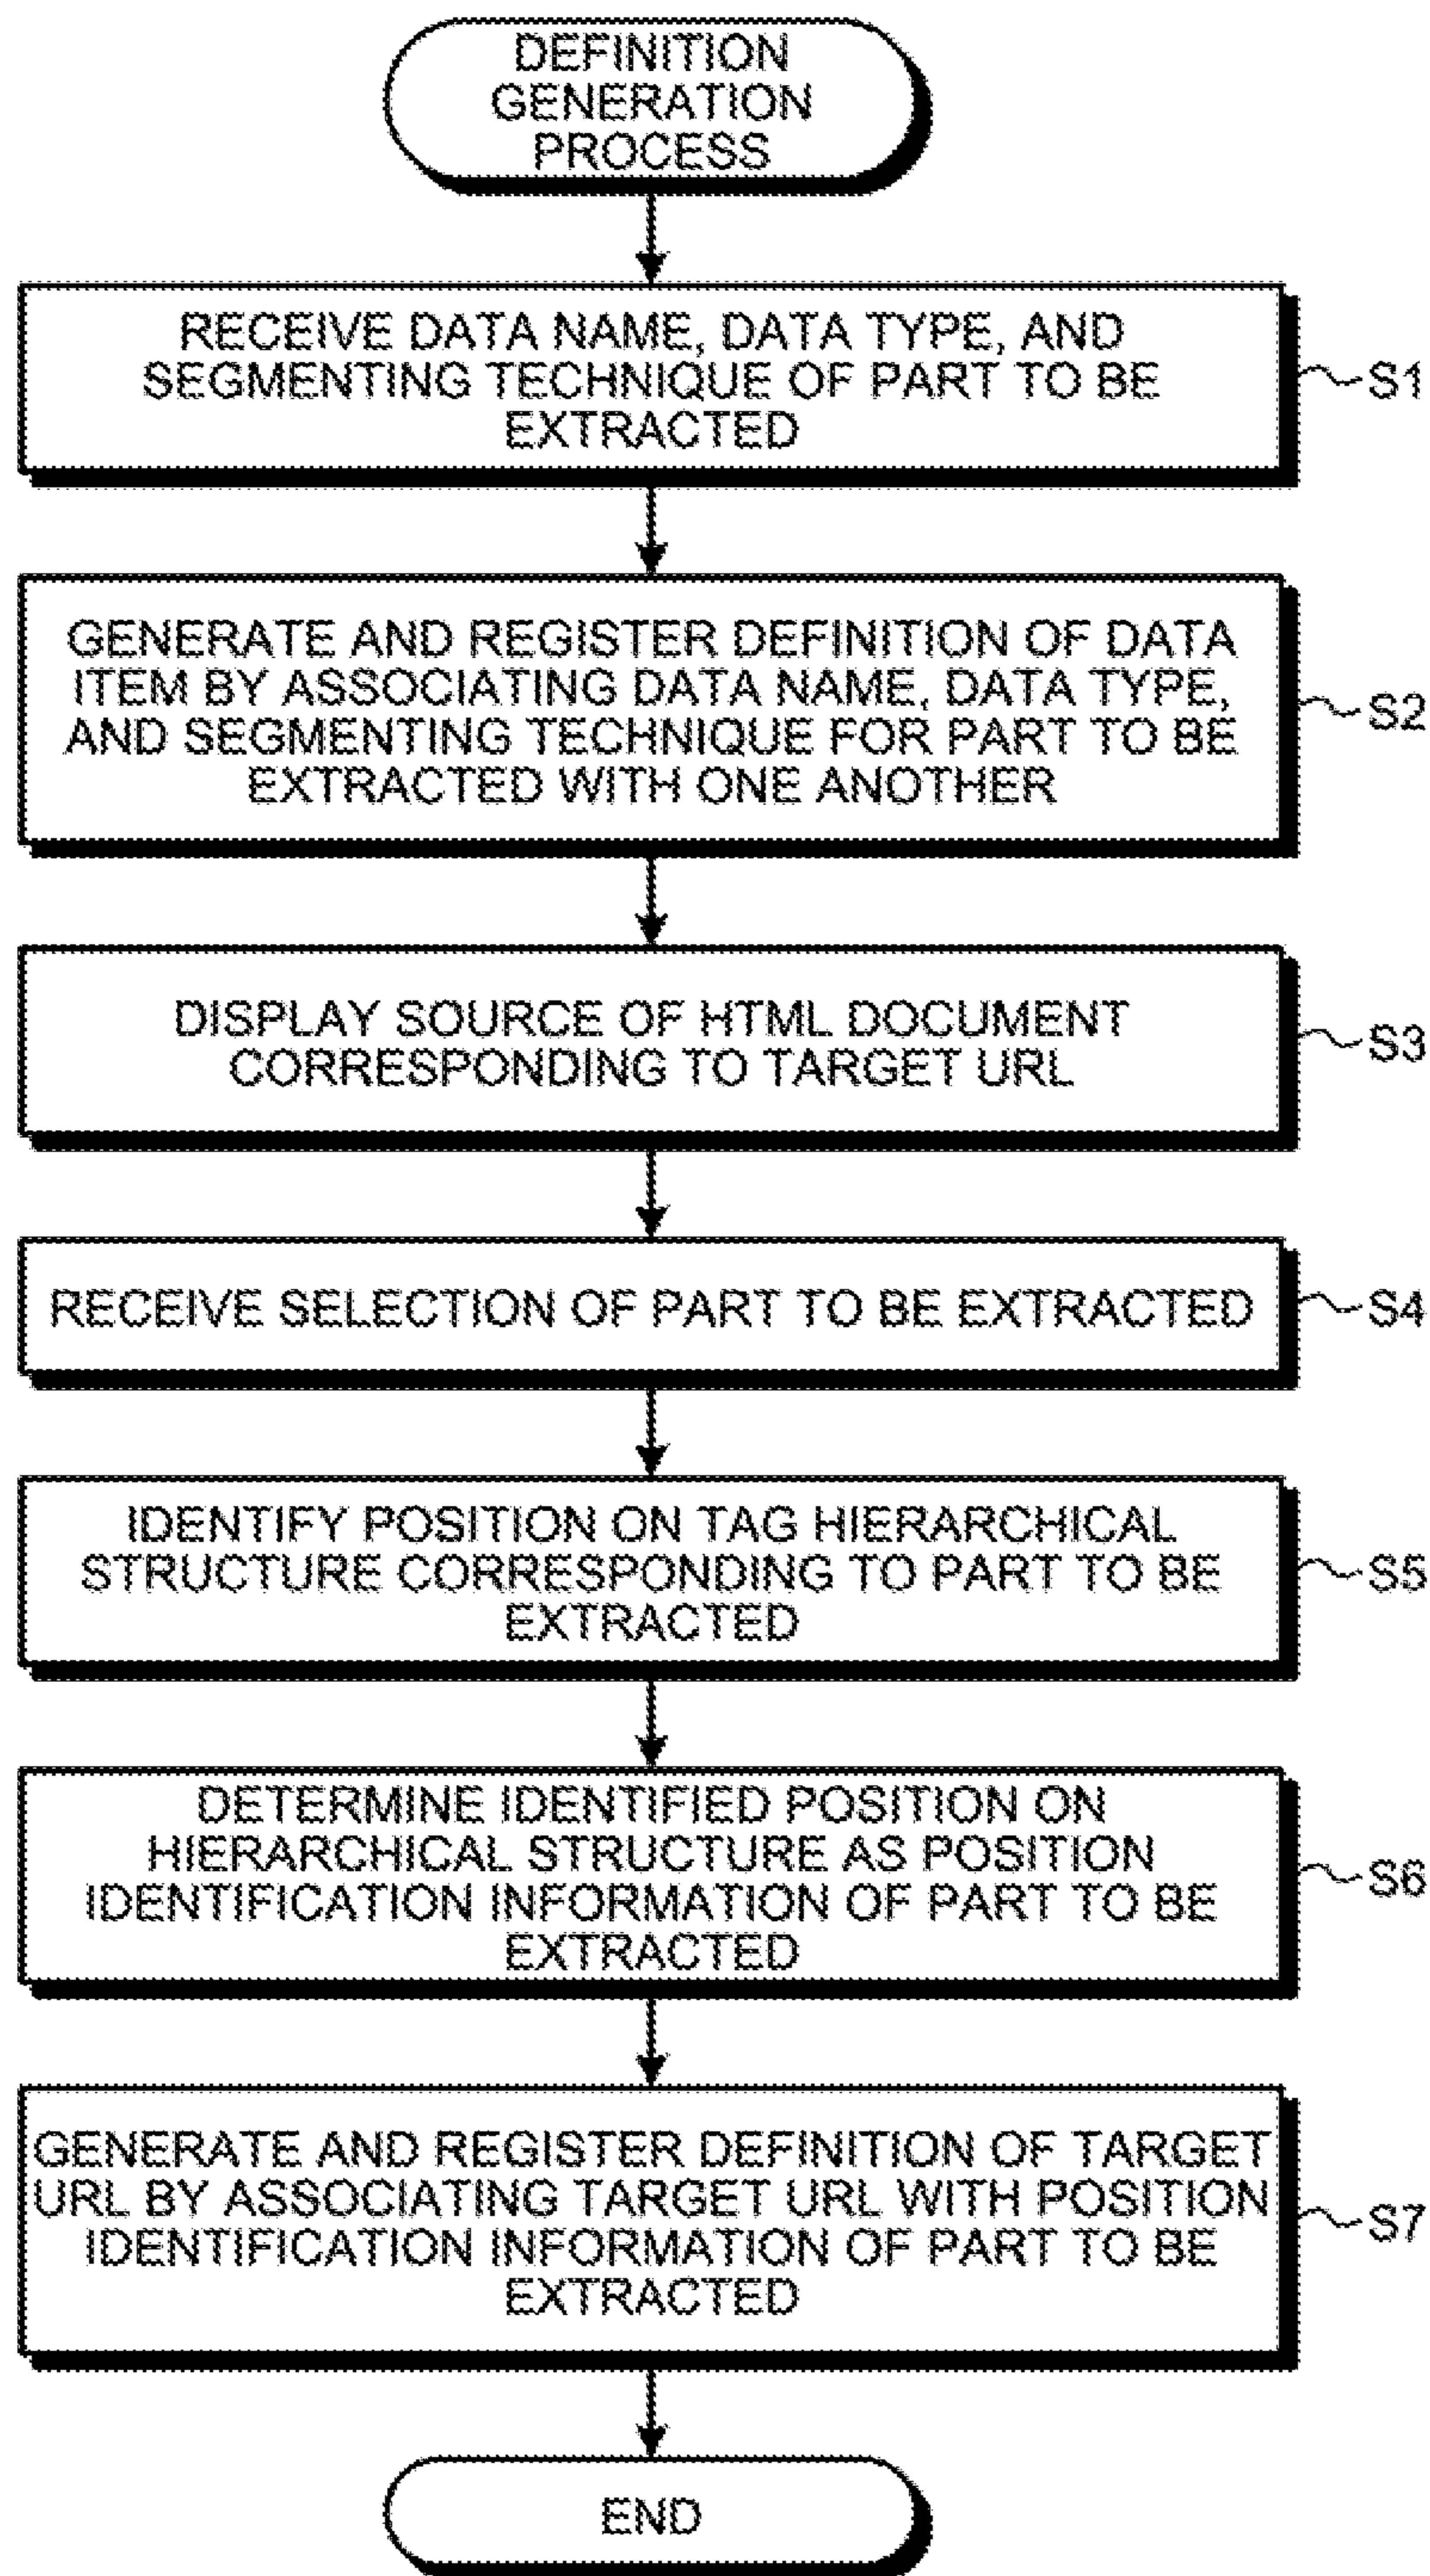 DEFINITION
GENERATION
PROCESS
RECEIVE DATA NAME, DATA TYPE, AND
SEGMENTING TECHNIQUE OF PART TO BE
EXTRACTED
S1
GENERATE AND REGISTER DEFINITION OF DATA
ITEM BY ASSOCIATING DATA NAME, DATA TYPE,
AND SEGMENTING TECHNIQUE FOR PART TO BE
EXTRACTED WITH ONE ANOTHER
S2
DISPLAY SOURCE OF HTML DOCUMENT
CORRESPONDING TO TARGET URL
S3
RECEIVE SELECTION OF PART TO BE EXTRACTED
S4
IDENTIFY POSITION ON TAG HIERARCHICAL
STRUCTURE CORRESPONDING TO PART TO BE
EXTRACTED
S5
DETERMINE IDENTIFIED POSITION ON
HIERARCHICAL STRUCTURE AS POSITION
IDENTIFICATION INFORMATION OF PART TO BE
EXTRACTED
S6
GENERATE AND REGISTER DEFINITION OF TARGET
URL BY ASSOCIATING TARGET URL WITH POSITION
IDENTIFICATION INFORMATION OF PART TO BE
EXTRACTED
S7
END